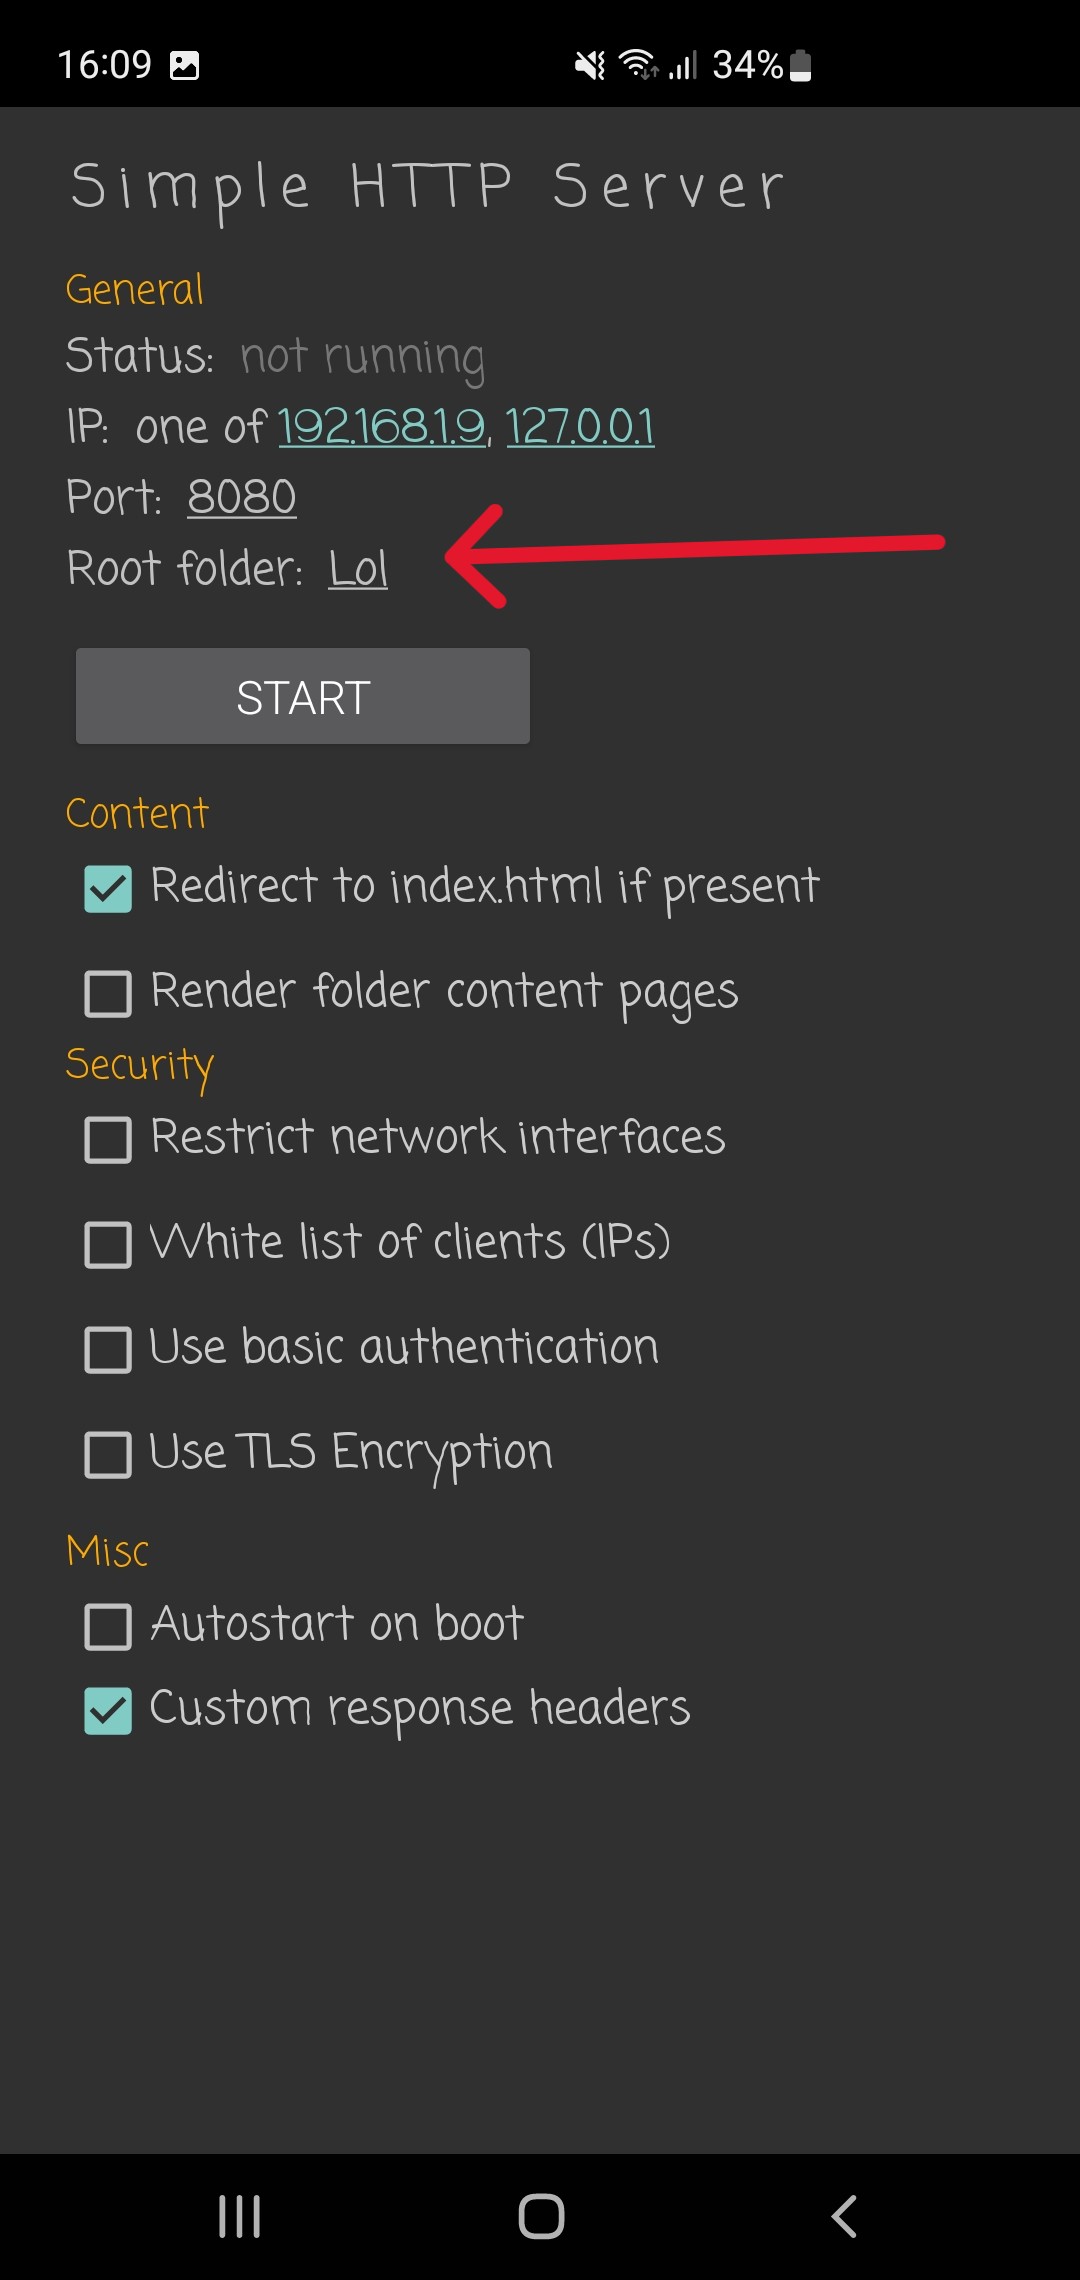 16:09
34%
Simple HTTP Server
General
Status: not running
IP: one of 192.168.1.9, 127.0.0.1
Port: 8080
Root folder: Lol
START
Content
Redirect to index.html if present
Render folder content pages
Security
Restrict network interfaces
White list of clients (IPs)
Use basic authentication
Use TLS Encryption
Misc
Autostart on boot
Custom response headers